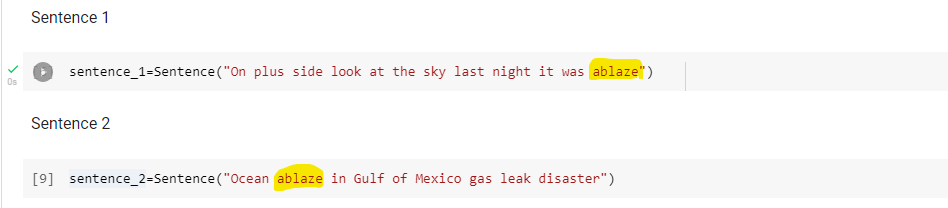 Sentence 1
0s
sentence_1=Sentence("On plus side look at the sky last night it was ablaze")
Sentence 2
[9] sentence_2=Sentence("Ocean ablaze in Gulf of Mexico gas leak disaster")